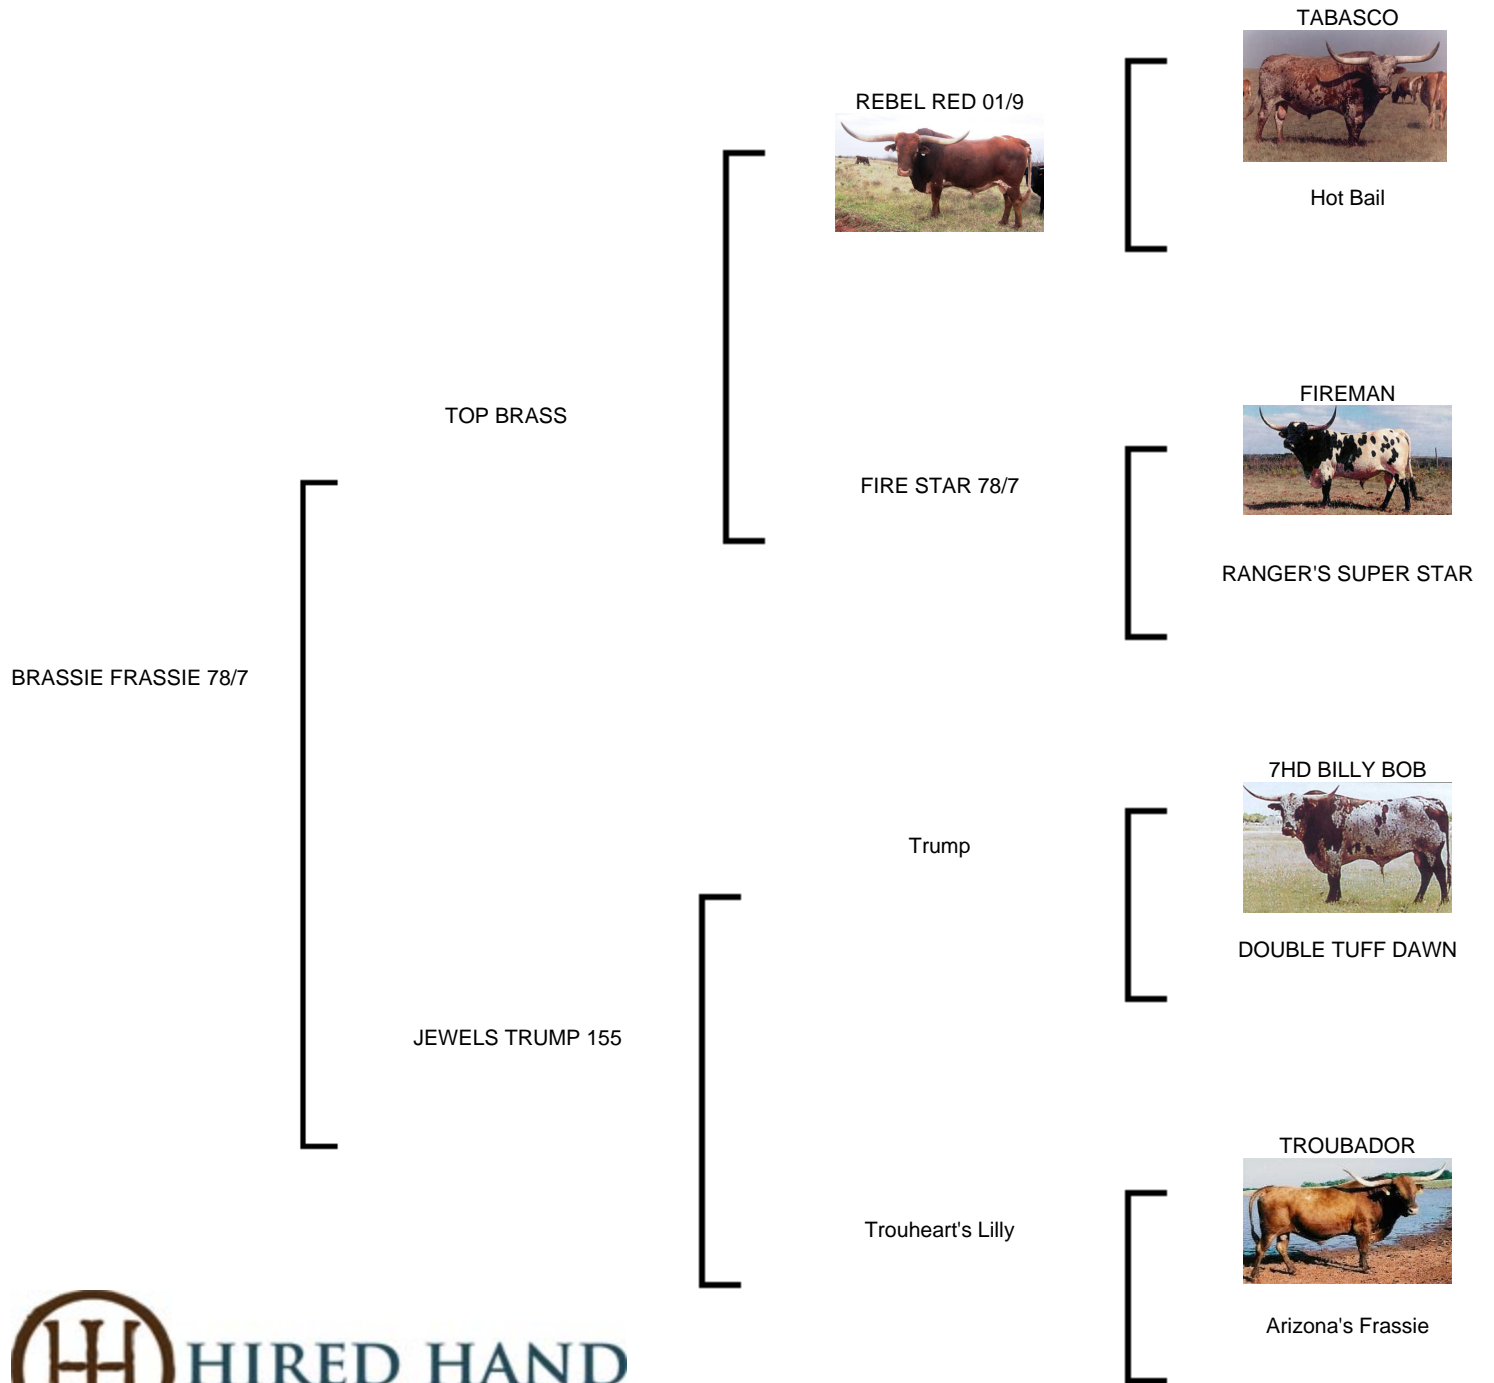 TABASCO
REBEL RED 01/9
Hot Bail
TOP BRASS
FIREMAN
FIRE STAR 78/7
RANGER'S SUPER STAR
BRASSIE FRASSIE 78/7
7HD BILLY BOB
Trump
DOUBLE TUFF DAWN
JEWELS TRUMP 155
TROUBADOR
Trouheart's Lilly
Arizona's Frassie
HIRED HAND